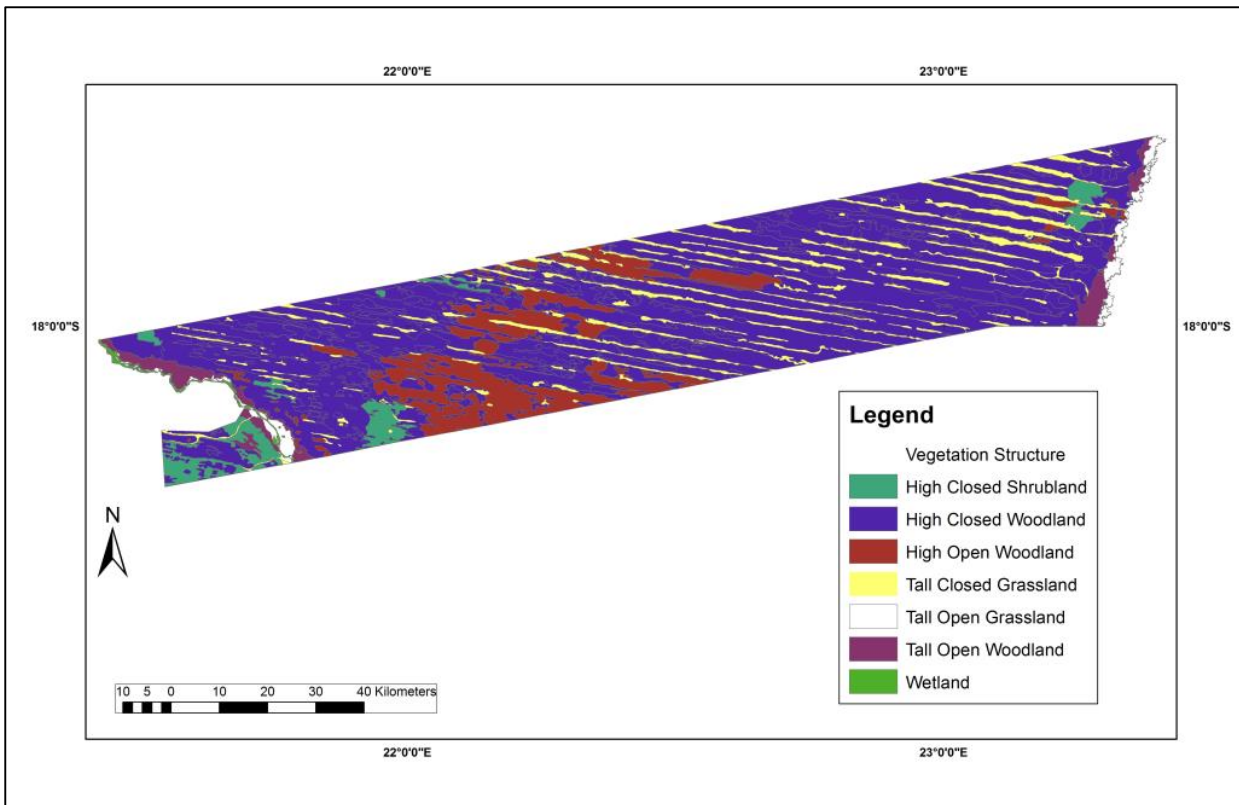 22°0'0"E 23°0'0"E
18°0'0"S 18°0'0"S
Legend
Vegetation Structure
High Closed Shrubland
High Closed Woodland
High Open Woodland
Tall Closed Grassland
Tall Open Grassland
Tall Open Woodland
Wetland
N
10 5 0 10 20 30 40 Kilometers
22°0'0"E 23°0'0"E